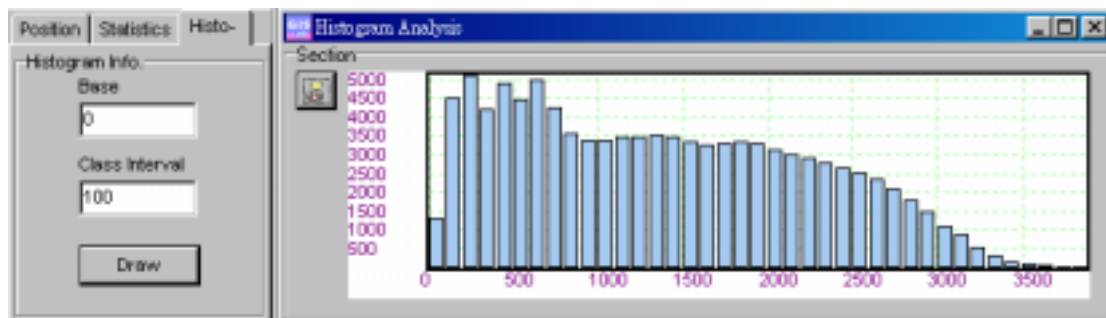 Position Statistics Histo-
Histogram Info.
Base
0
Class Interval
100
Draw
Histogram Analysis
Section
5000
4500
4000
3500
3000
2500
2000
1500
1000
500
0 500 1000 1500 2000 2500 3000 3500